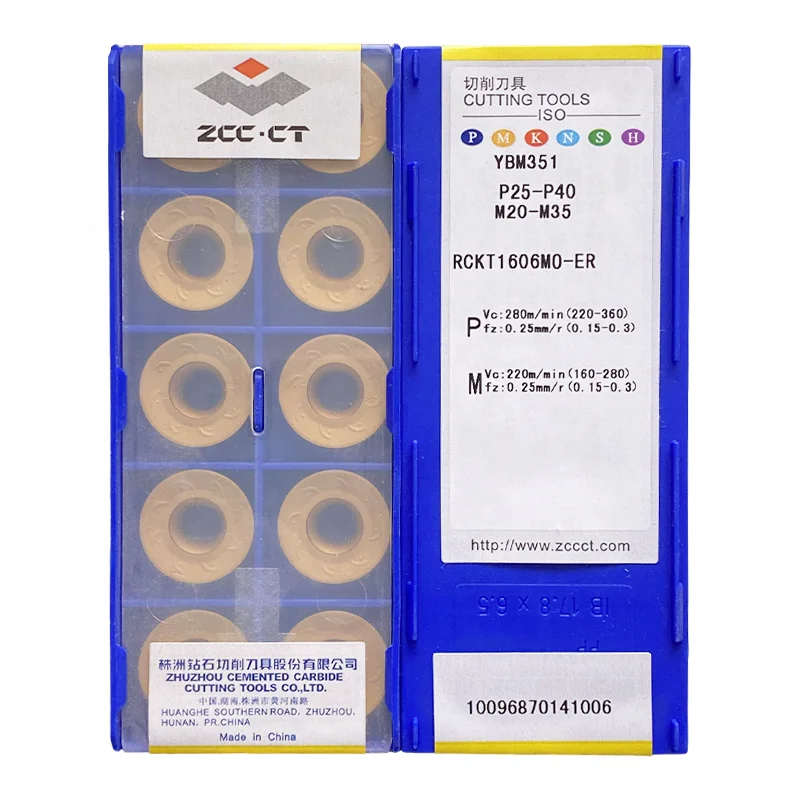 ZCC·CT
株洲钻石切削刀具股份有限公司
ZHUZHOU CEMENTED CARBIDE
CUTTING TOOLS CO.,LTD.
中国,湖南,株洲市黄河南路
HUANGHE SOUTHERN ROAD, ZHUZHOU,
HUNAN, PR.CHINA
Made in China
切削刀具
CUTTING TOOLS
ISO
P M K N S H
YBM351
P25-P40
M20-M35
RCKT1606MO-ER
P Vc:280m/min(220-360)
fz:0.25mm/r(0.15-0.3)
M Vc:220m/min(160-280)
fz:0.25mm/r(0.15-0.3)
http://www.zccct.com
IB 17.8 x 6.5
PP
10096870141006